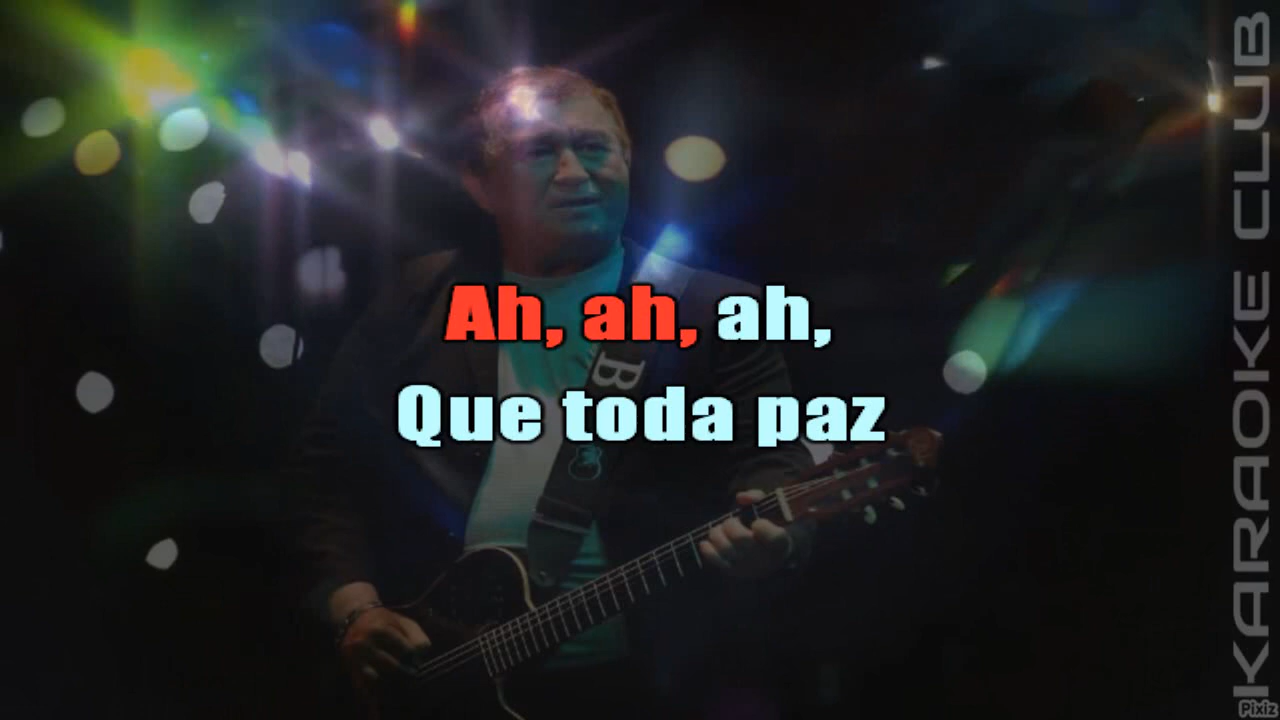 Ah, ah, ah,
Que toda paz
KARAOKE CLUB
B
Pixiz